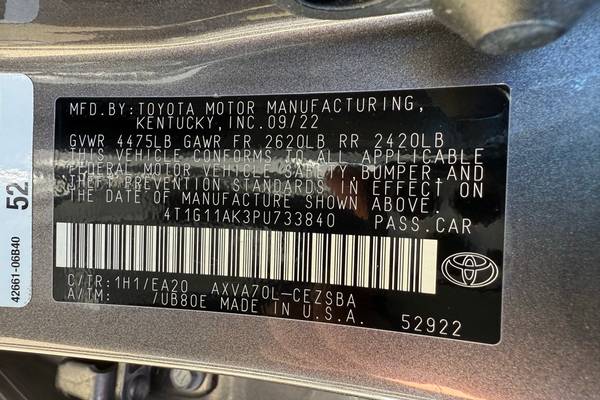 MFD.BY:TOYOTA MOTOR MANUFACTURING,
KENTUCKY,INC.09/22
GVWR 4475LB GAWR FR 2620LB RR 2420LB
THIS VEHICLE CONFORMS TO ALL APPLICABLE
FEDERAL MOTOR VEHICLE SAFETY BUMPER AND
THEFT PREVENTION STANDARDS IN EFFECT ON
THE DATE OF MANUFACTURE SHOWN ABOVE.
4T1G11AK3PU733840 PASS.CAR
C/TR:1H1/EA20 AXVA70L-CEZSBA
A/TM: /UB80E MADE IN U.S.A.
52922
52
42661-06B40